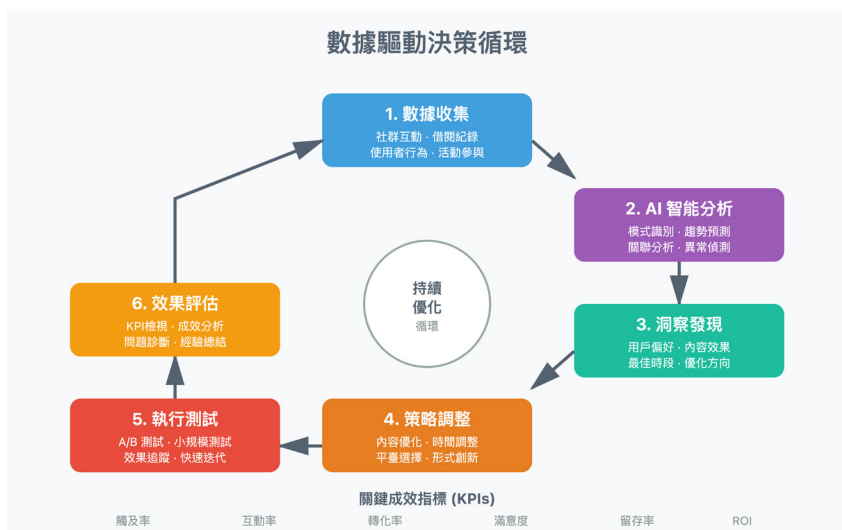 數據驅動決策循環
1. 數據收集
社群互動 · 借閱紀錄
使用者行為 · 活動參與
2. AI 智能分析
模式識別 · 趨勢預測
關聯分析 · 異常偵測
3. 洞察發現
用戶偏好 · 內容效果
最佳時段 · 優化方向
4. 策略調整
內容優化 · 時間調整
平臺選擇 · 形式創新
5. 執行測試
A/B 測試 · 小規模測試
效果追蹤 · 快速迭代
6. 效果評估
KPI檢視 · 成效分析
問題診斷 · 經驗總結
持續
優化
循環
關鍵成效指標 (KPIs)
觸及率 互動率 轉化率 滿意度 留存率 ROI